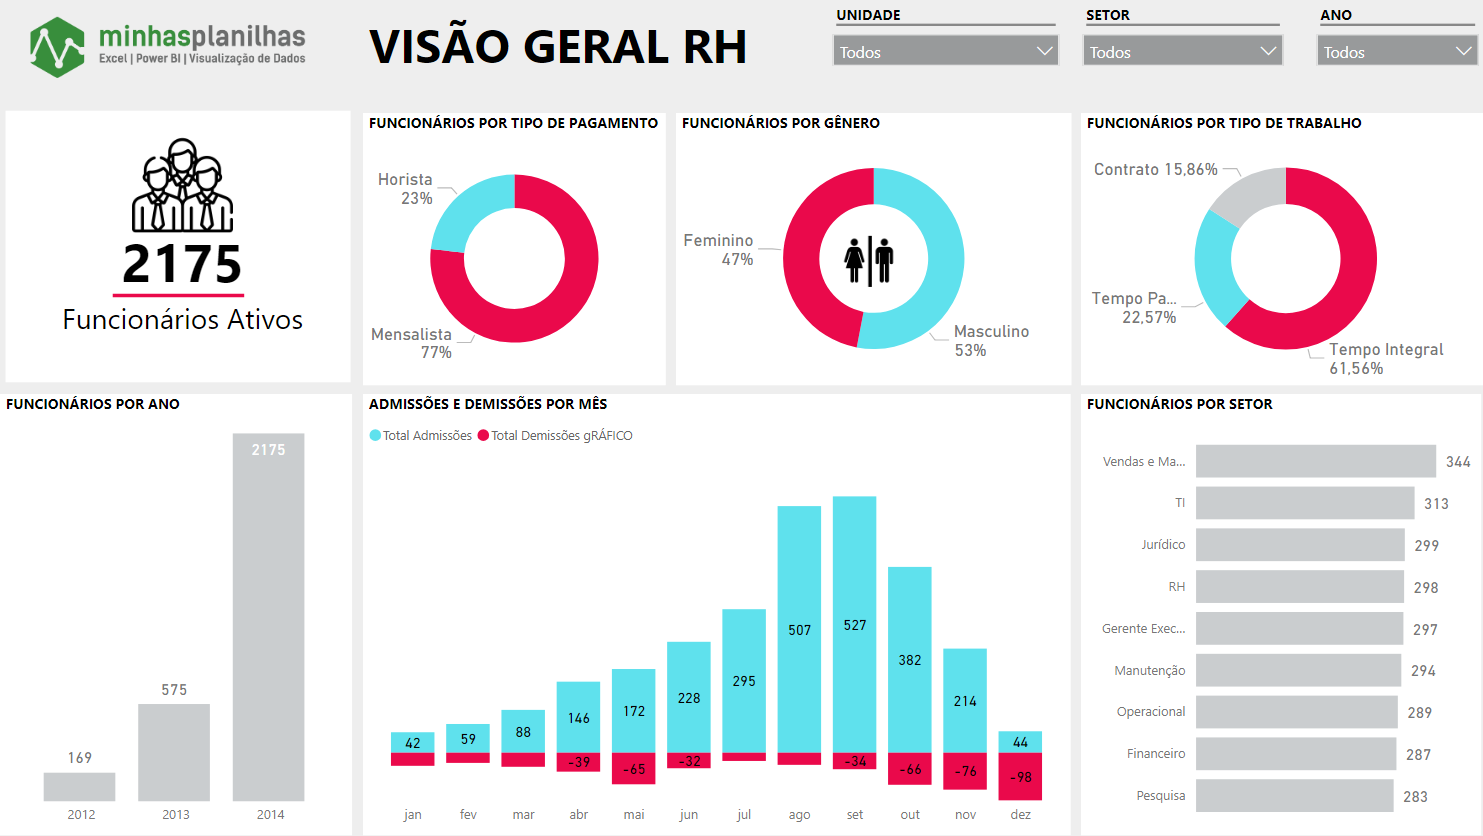 minhasplanilhas
Excel | Power BI | Visualização de Dados
VISÃO GERAL RH
UNIDADE
Todos
SETOR
Todos
ANO
Todos
2175
Funcionários Ativos
FUNCIONÁRIOS POR TIPO DE PAGAMENTO
Horista
23%
Mensalista
77%
FUNCIONÁRIOS POR GÊNERO
Feminino
47%
Masculino
53%
FUNCIONÁRIOS POR TIPO DE TRABALHO
Contrato 15,86%
Tempo Pa...
22,57%
Tempo Integral
61,56%
FUNCIONÁRIOS POR ANO
2175
575
169
2012 2013 2014
ADMISSÕES E DEMISSÕES POR MÊS
Total Admissões Total Demissões gRÁFICO
42 59 88 146 172 228 295 507 527 382 214 44
-39 -65 -32 -34 -66 -76 -98
jan fev mar abr mai jun jul ago set out nov dez
FUNCIONÁRIOS POR SETOR
Vendas e Ma... 344
TI 313
Jurídico 299
RH 298
Gerente Exec... 297
Manutenção 294
Operacional 289
Financeiro 287
Pesquisa 283